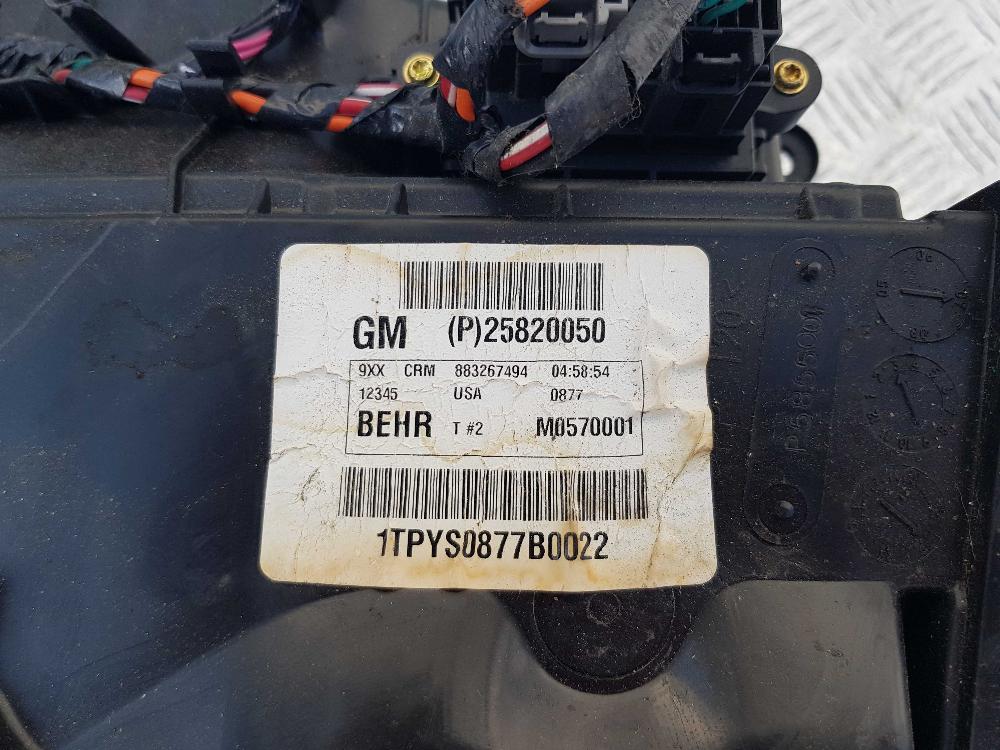 GM (P)25820050
9XX CRM 883267494 04:58:54
12345 USA 0877
BEHR T #2 M0570001
1TPYS0877B0022